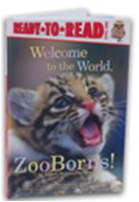 READY-TO-READ
Welcome
to the World,
ZooBorns!